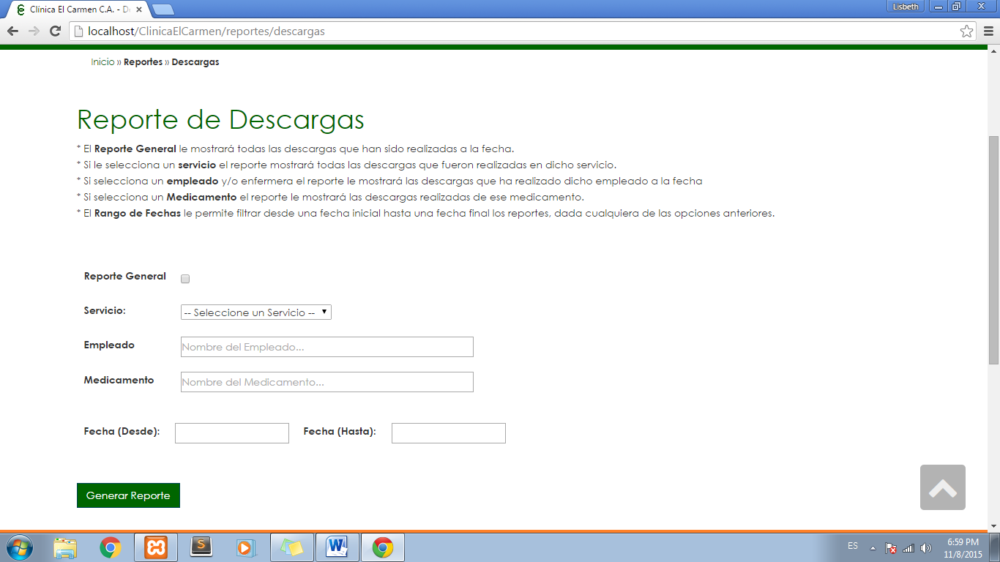 Clínica El Carmen C.A. - D
Lisbeth
localhost/ClinicaElCarmen/reportes/descargas
Inicio » Reportes » Descargas
Reporte de Descargas
* El Reporte General le mostrará todas las descargas que han sido realizadas a la fecha.
* Si le selecciona un servicio el reporte mostrará todas las descargas que fueron realizadas en dicho servicio.
* Si selecciona un empleado y/o enfermera el reporte le mostrará las descargas que ha realizado dicho empleado a la fecha
* Si selecciona un Medicamento el reporte le mostrará las descargas realizadas de ese medicamento.
* El Rango de Fechas le permite filtrar desde una fecha inicial hasta una fecha final los reportes, dada cualquiera de las opciones anteriores.
Reporte General
Servicio: -- Seleccione un Servicio --
Empleado Nombre del Empleado...
Medicamento Nombre del Medicamento...
Fecha (Desde): Fecha (Hasta):
Generar Reporte
ES
6:59 PM
11/8/2015